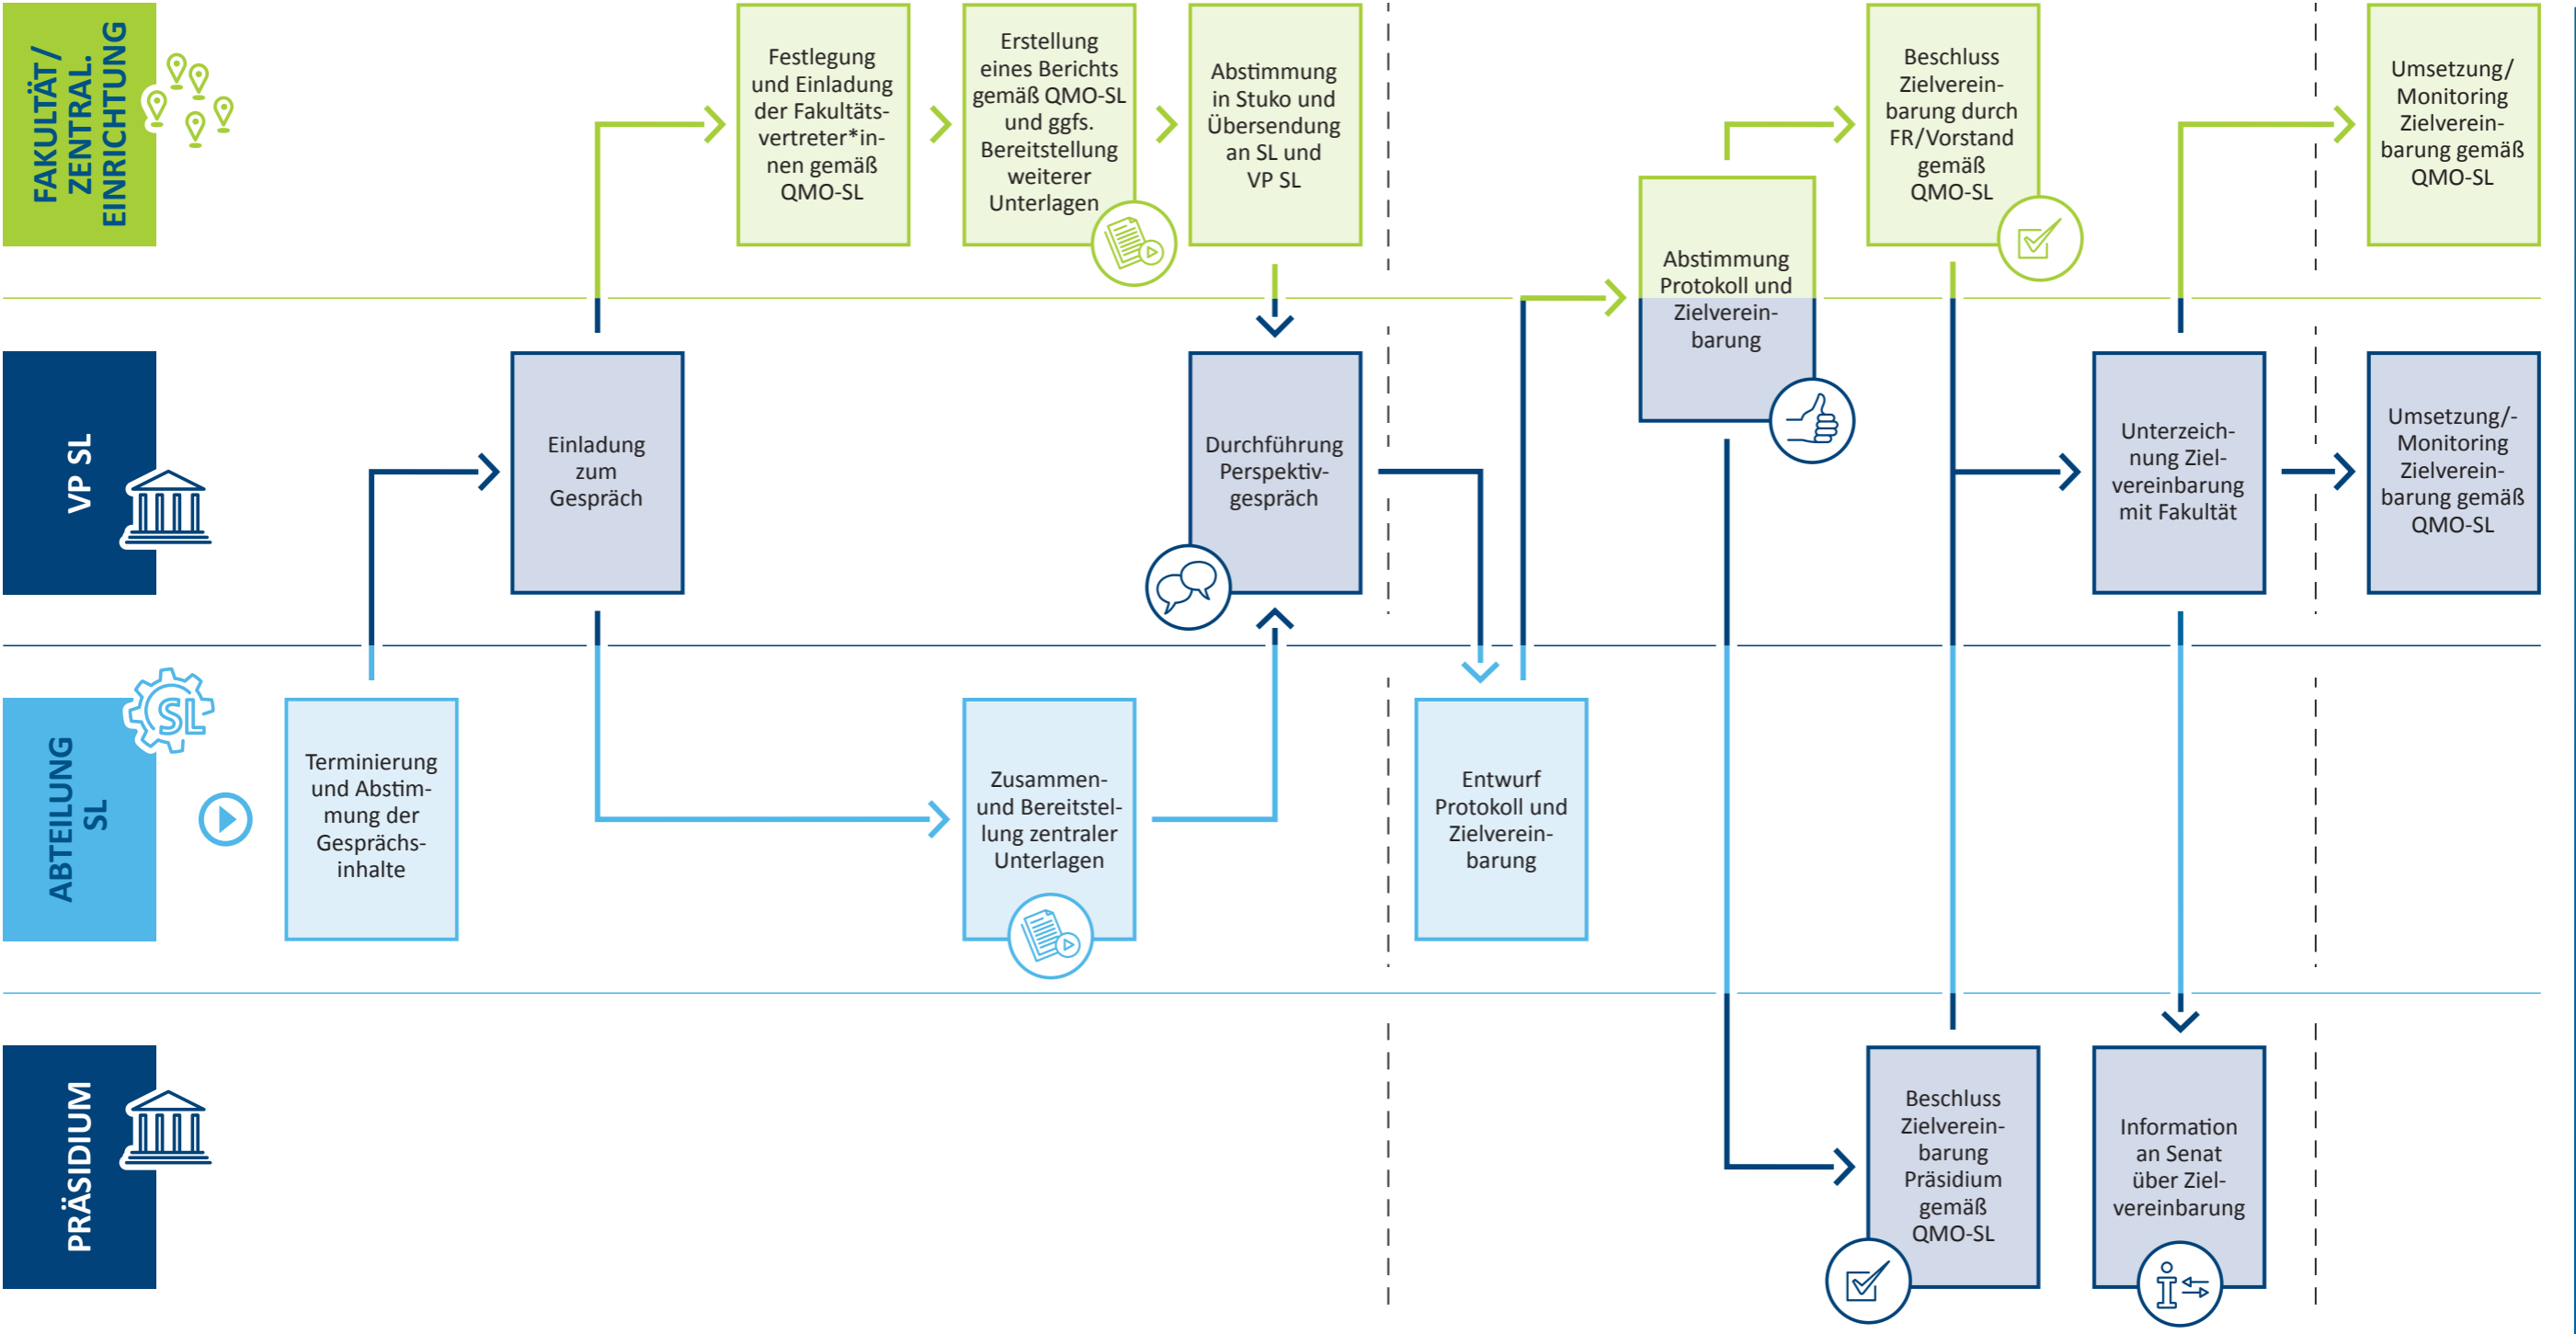 FAKULTÄT/
ZENTRAL.
EINRICHTUNG
Festlegung
und Einladung
der Fakultäts-
vertreter*in-
nen gemäß
QMO-SL
Erstellung
eines Berichts
gemäß QMO-SL
und ggfs.
Bereitstellung
weiterer
Unterlagen
Abstimmung
in Stuko und
Übersendung
an SL und
VP SL
Abstimmung
Protokoll und
Zielverein-
barung
Beschluss
Zielverein-
barung durch
FR/Vorstand
gemäß
QMO-SL
Umsetzung/
Monitoring
Zielverein-
barung gemäß
QMO-SL
VP SL
Einladung
zum
Gespräch
Durchführung
Perspektiv-
gespräch
Unterzeich-
nung Ziel-
vereinbarung
mit Fakultät
Umsetzung/-
Monitoring
Zielverein-
barung gemäß
QMO-SL
ABTEILUNG
SL
SL
Terminierung
und Abstim-
mung der
Gesprächs-
inhalte
Zusammen-
und Bereitstel-
lung zentraler
Unterlagen
Entwurf
Protokoll und
Zielverein-
barung
PRÄSIDIUM
Beschluss
Zielverein-
barung
Präsidium
gemäß
QMO-SL
Information
an Senat
über Ziel-
vereinbarung